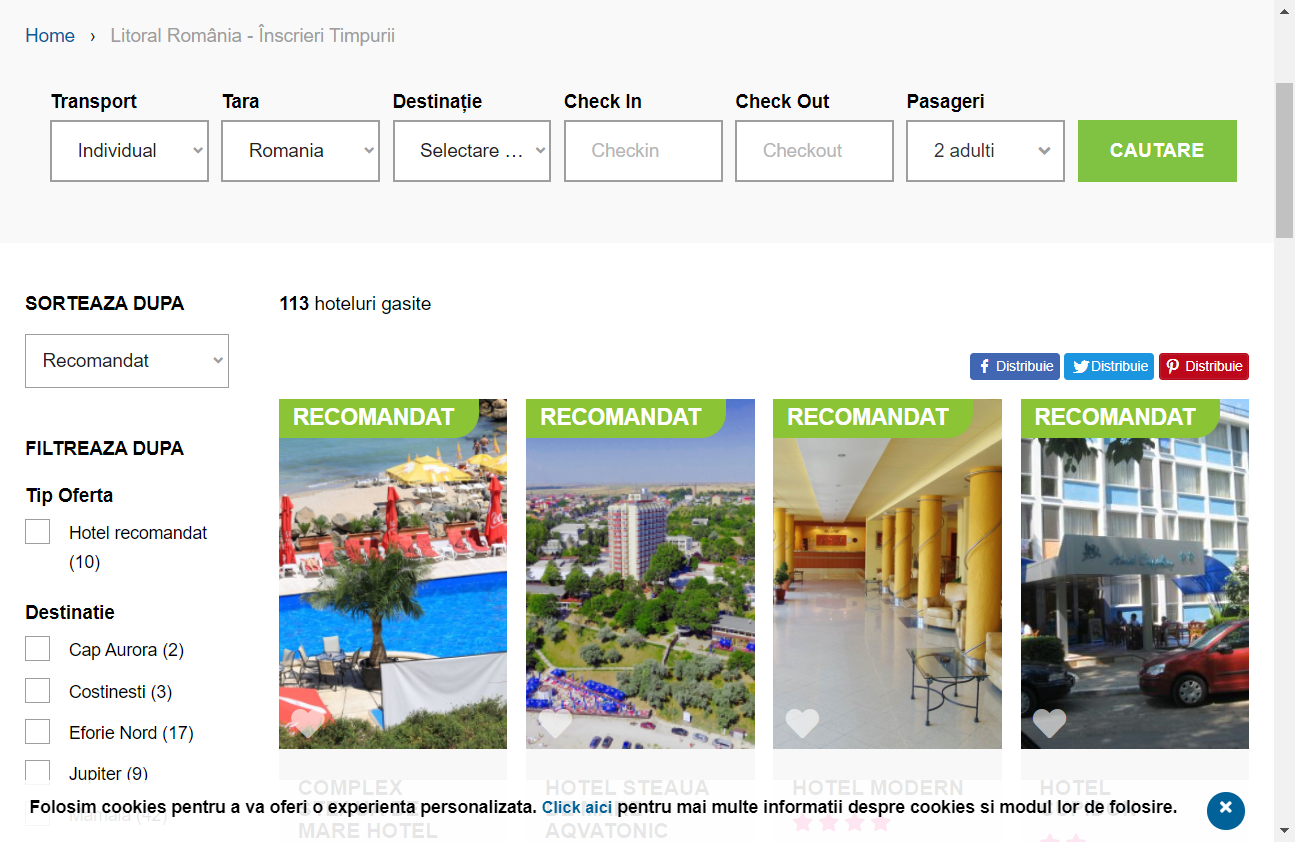 Home › Litoral România - Înscrieri Timpurii
Transport Tara Destinație Check In Check Out Pasageri
Individual Romania Selectare ... Checkin Checkout 2 adulti CAUTARE
SORTEAZA DUPA
113 hoteluri gasite
Recomandat
Distribuie Distribuie Distribuie
RECOMANDAT RECOMANDAT RECOMANDAT RECOMANDAT
FILTREAZA DUPA
Tip Oferta
Hotel recomandat
(10)
Destinatie
Cap Aurora (2)
Costinesti (3)
Eforie Nord (17)
Jupiter (9)
Mamaia (42)
COMPLEX HOTEL STEAUA HOTEL MODERN HOTEL
Folosim cookies pentru a va oferi o experienta personalizata. Click aici pentru mai multe informatii despre cookies si modul lor de folosire.
MARE HOTEL AQVATONIC